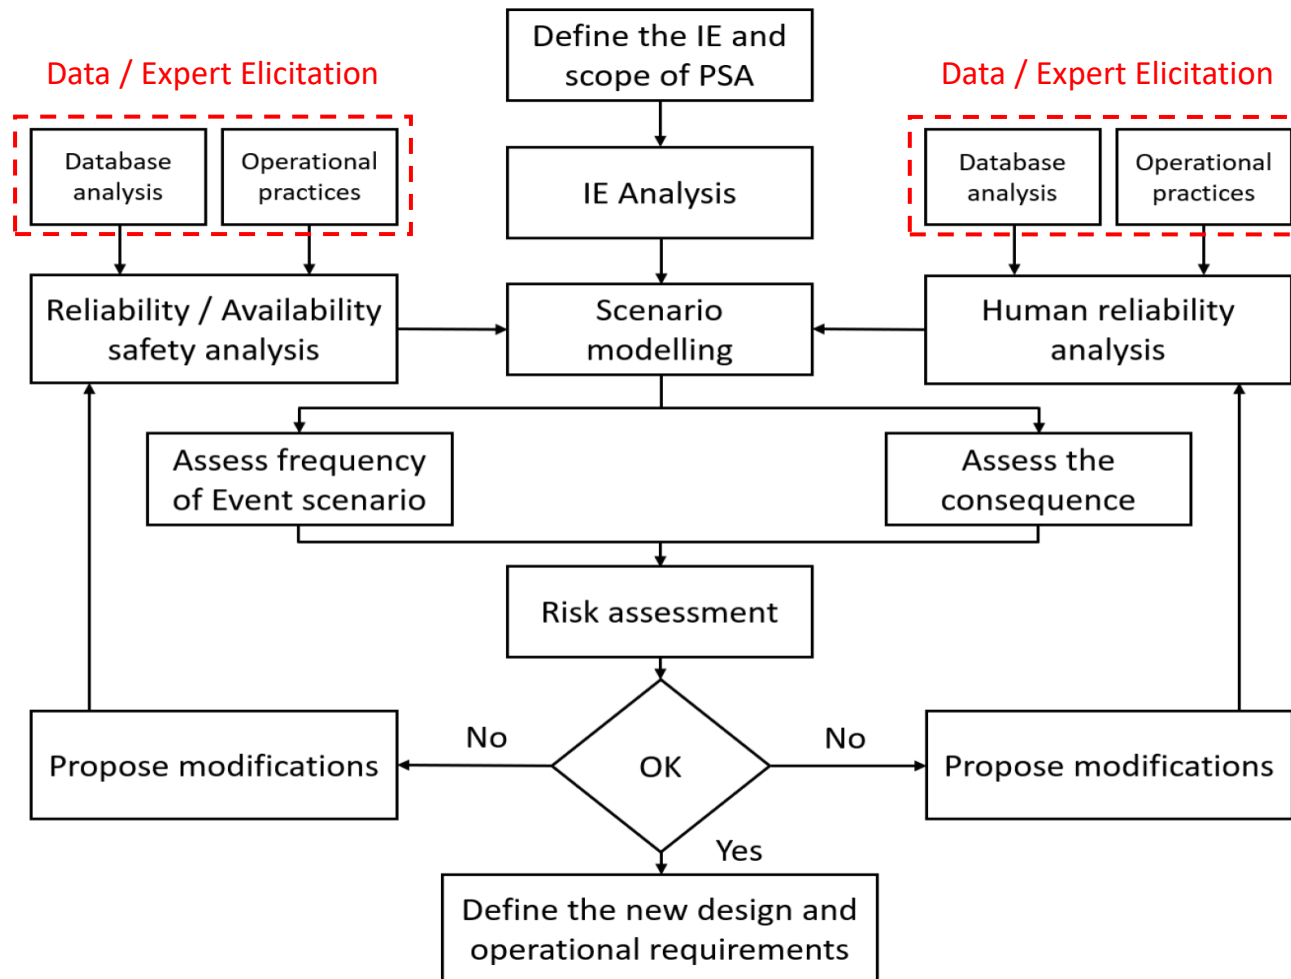 Define the IE and
scope of PSA
Data / Expert Elicitation
Data / Expert Elicitation
Database
analysis
Operational
practices
IE Analysis
Database
analysis
Operational
practices
Reliability / Availability
safety analysis
Scenario
modelling
Human reliability
analysis
Assess frequency
of Event scenario
Assess the
consequence
Risk assessment
No
No
Propose modifications
OK
Propose modifications
Yes
Define the new design and
operational requirements